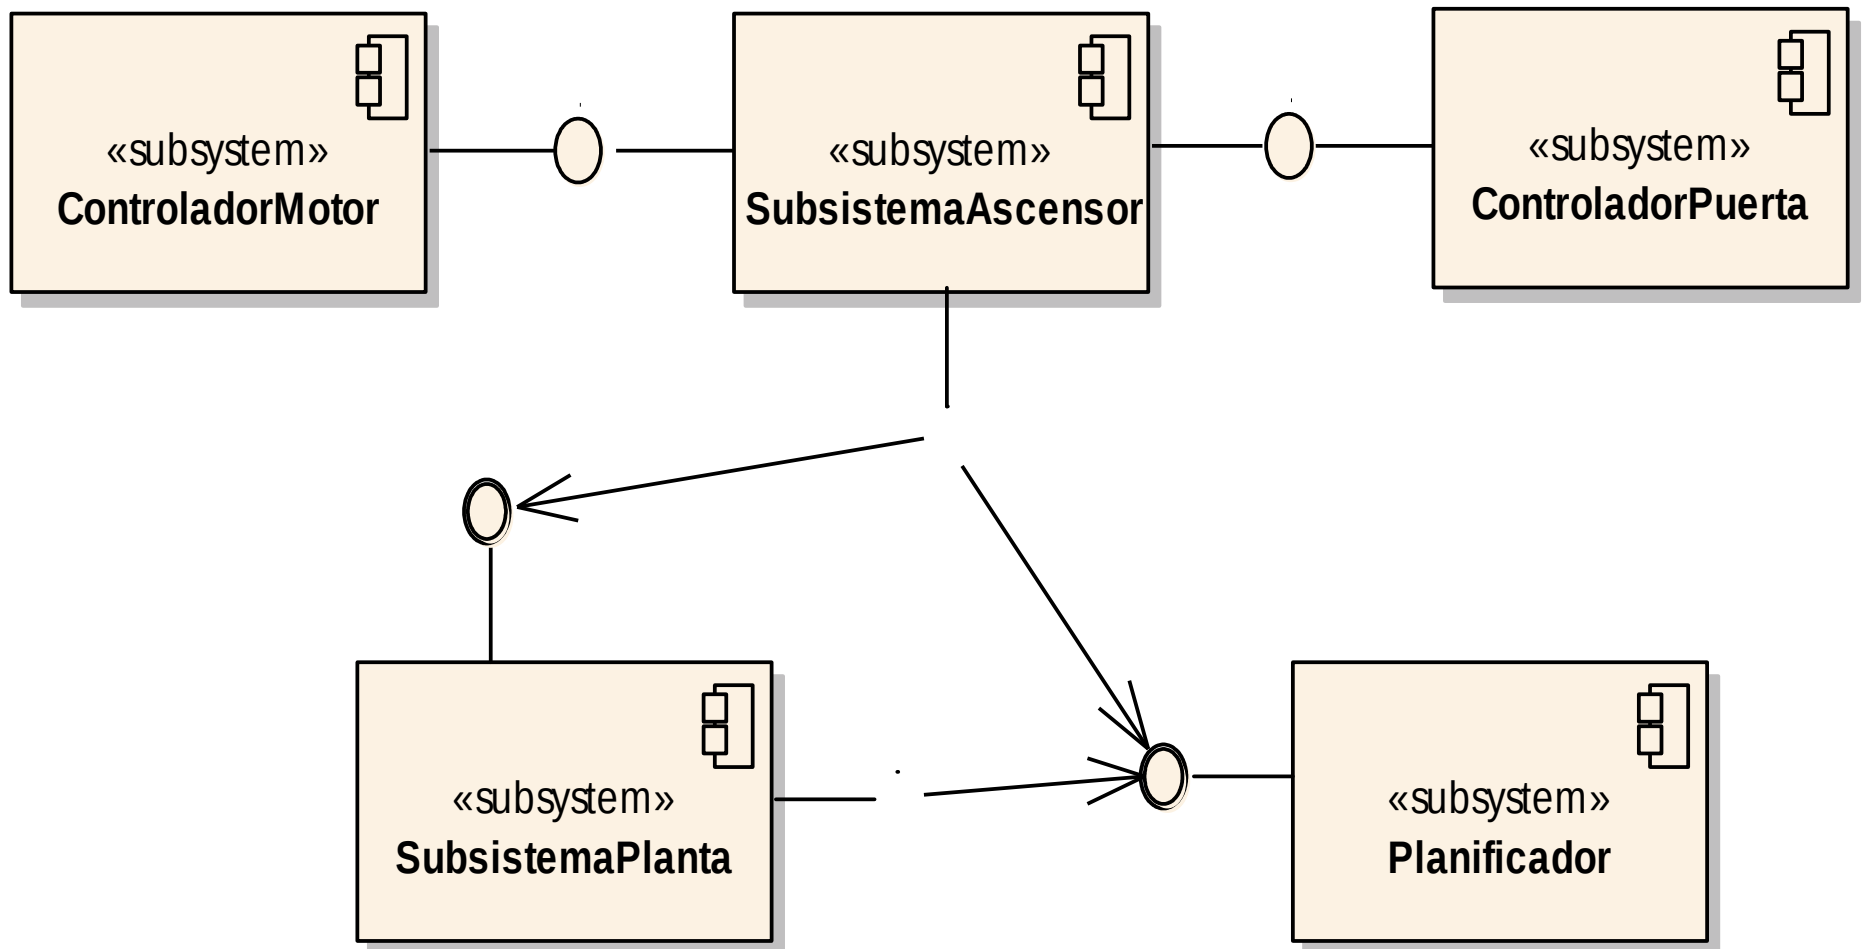 «subsystem»
ControladorMotor
«subsystem»
SubsistemaAscensor
«subsystem»
ControladorPuerta
«subsystem»
SubsistemaPlanta
«subsystem»
Planificador